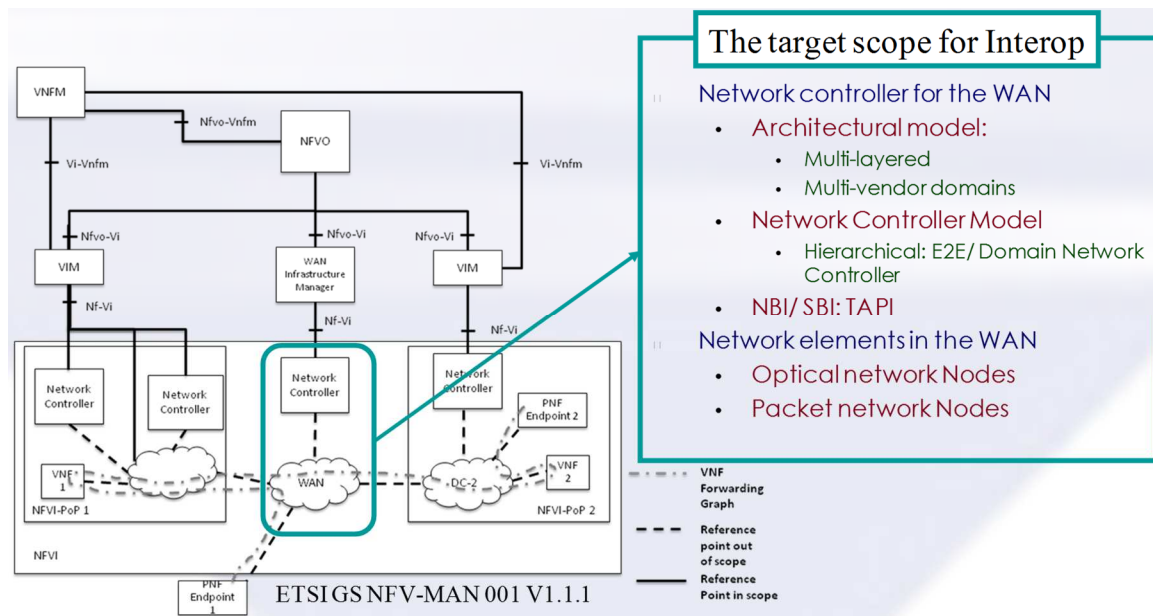 The target scope for Interop
Network controller for the WAN
• Architectural model:
• Multi-layered
• Multi-vendor domains
• Network Controller Model
• Hierarchical: E2E/ Domain Network
Controller
• NBI/ SBI: TAPI
Network elements in the WAN
• Optical network Nodes
• Packet network Nodes
VNFM
Nfvo-Vnfm
NFVO
Vi-Vnfm
Vi-Vnfm
Nfvo-Vi
Nfvo-Vi
Nfvo-Vi
VIM
WAN
Infrastructure
Manager
VIM
Nf-Vi
Nf-Vi
Nf-Vi
Network
Controller
Network
Controller
Network
Controller
Network
Controller
PNF
Endpoint 2
VNF
1
WAN
DC-2
VNF
2
NFVI-PoP 1
NFVI-PoP 2
NFVI
PNF
Endpoint
1
ETSI GS NFV-MAN 001 V1.1.1
VNF
Forwarding
Graph
Reference
point out
of scope
Reference
Point in scope